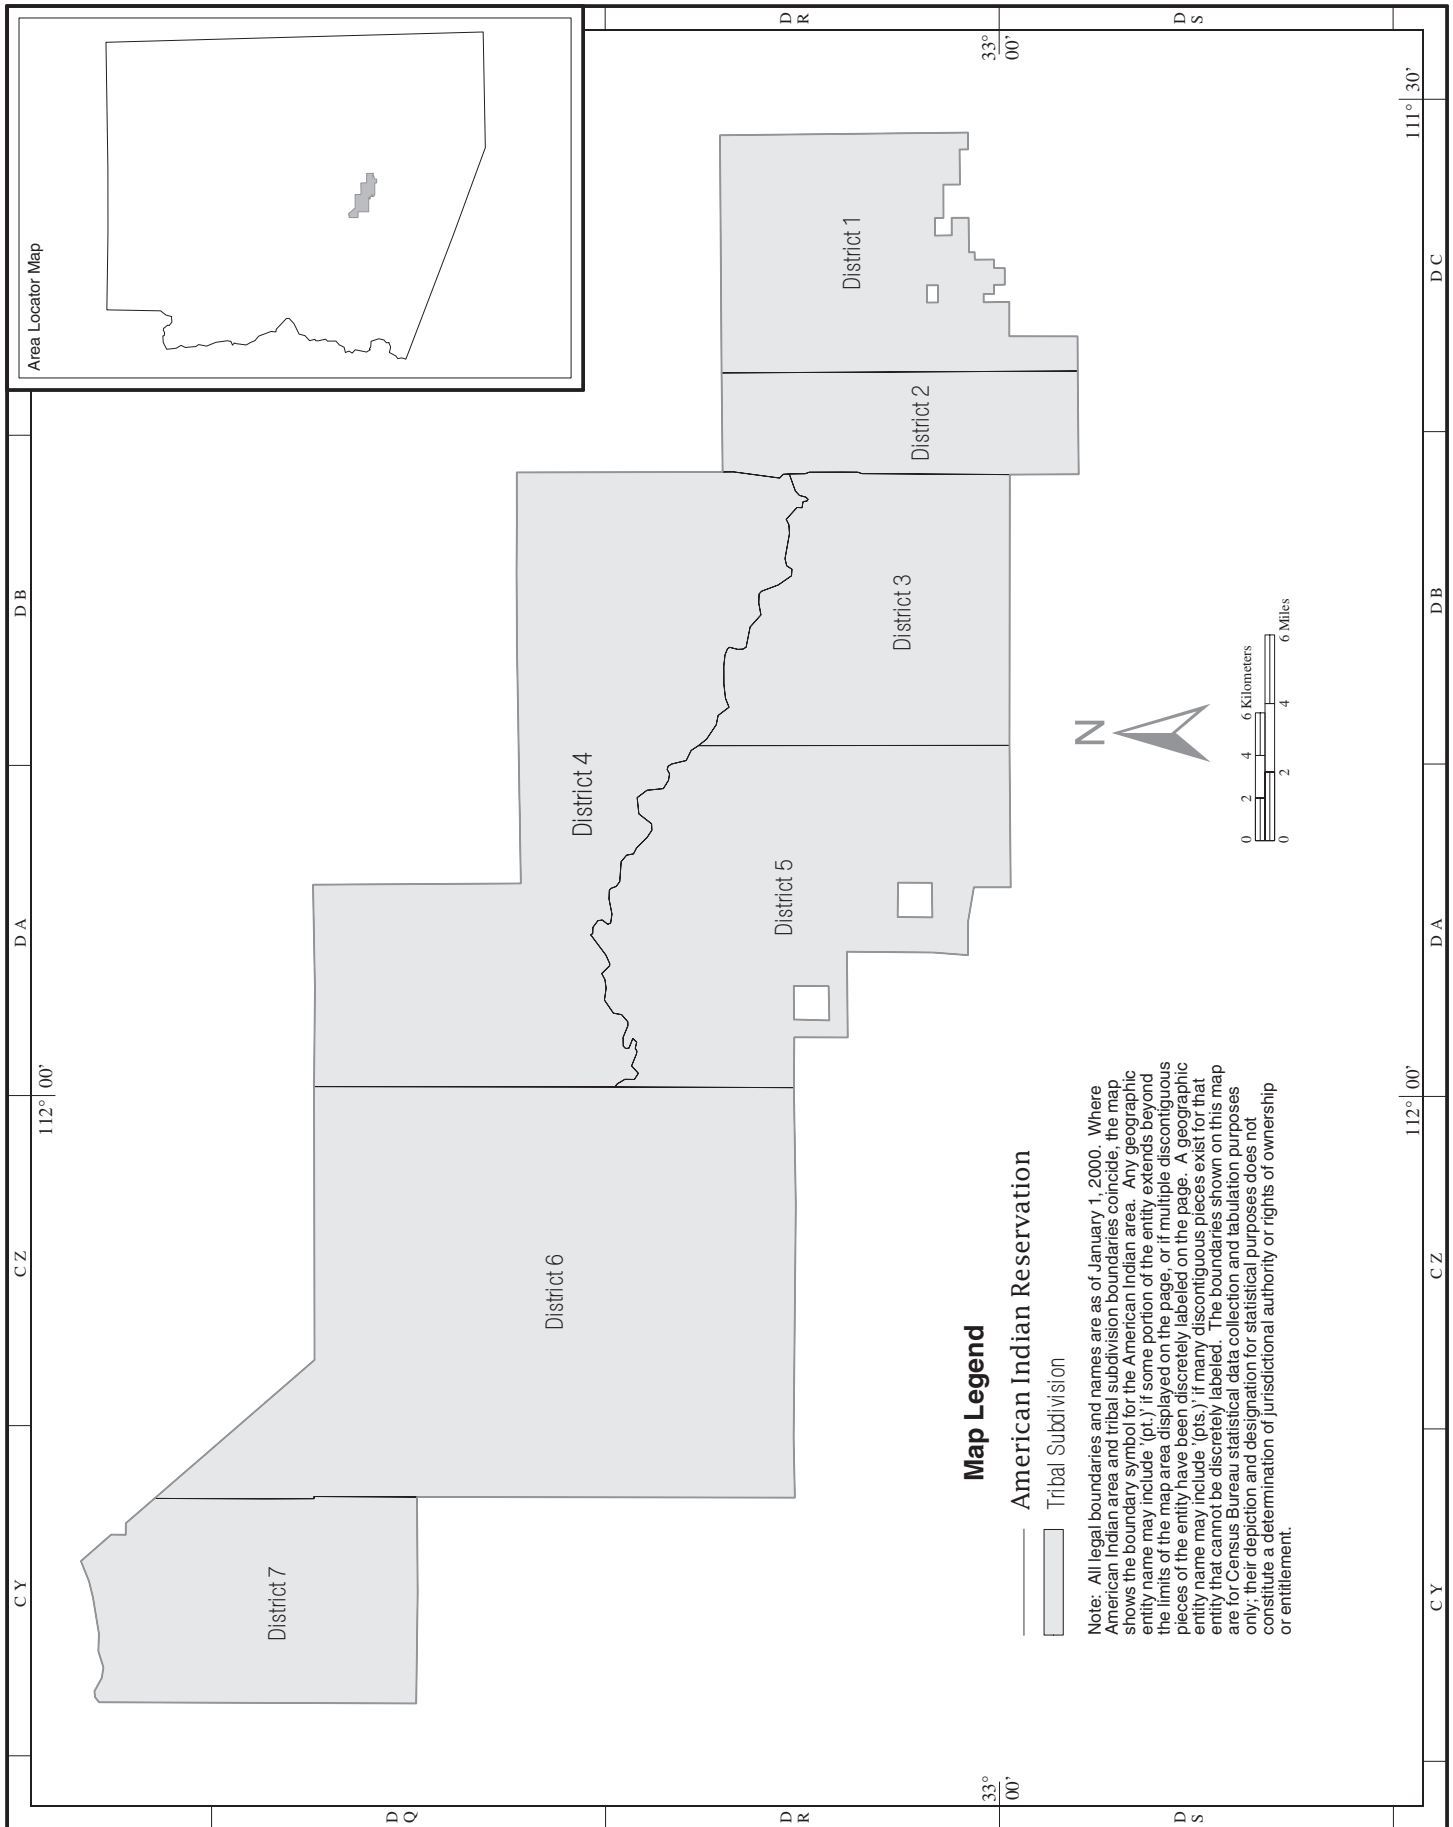 Area Locator Map
D R
D S
33° 00'
111° 30'
D C
D B
D A
112° 00'
C Z
C Y
District 1
District 2
District 3
District 4
District 5
District 6
District 7
N
0 2 4 6 Kilometers
0 2 4 6 Miles
Map Legend
American Indian Reservation
Tribal Subdivision
Note: All legal boundaries and names are as of January 1, 2000. Where
American Indian area and tribal subdivision boundaries coincide, the map
shows the boundary symbol for the American Indian area. Any geographic
entity name may include '(pt.)' if some portion of the entity extends beyond
the limits of the map area displayed on the page, or if multiple discontiguous
pieces of the entity have been discretely labeled on the page. A geographic
entity name may include '(pts.)' if many discontiguous pieces exist for that
entity that cannot be discretely labeled. The boundaries shown on this map
are for Census Bureau statistical data collection and tabulation purposes
only; their depiction and designation for statistical purposes does not
constitute a determination of jurisdictional authority or rights of ownership
or entitlement.
C Y
C Z
112° 00'
D A
D B
D Q
D R
33° 00'
D S